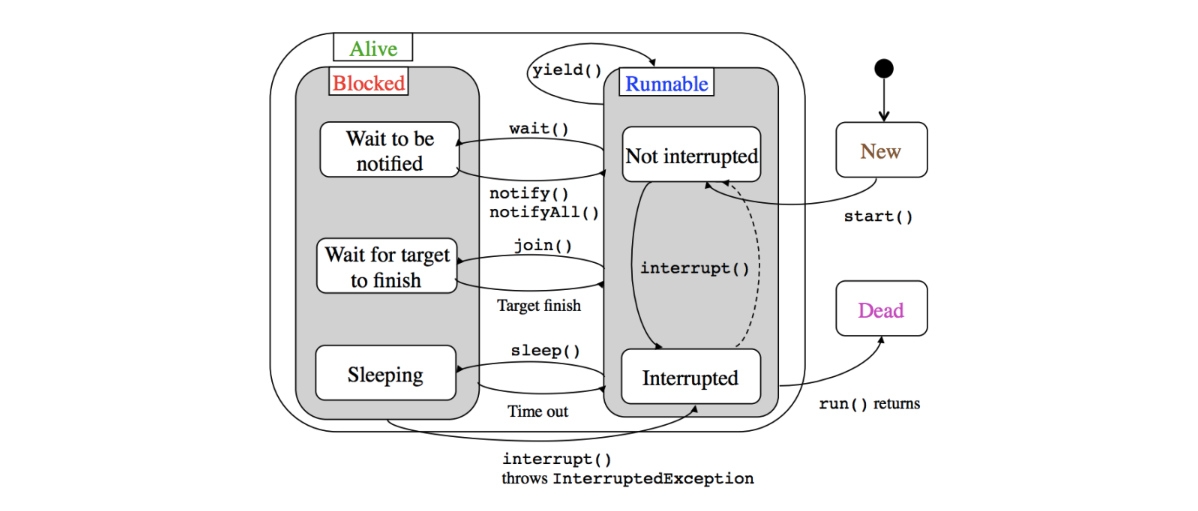 Alive
Blocked
yield()
Runnable
Wait to be
notified
wait()
Not interrupted
New
notify()
notifyAll()
start()
Wait for target
to finish
join()
interrupt()
Target finish
Dead
Sleeping
sleep()
Interrupted
Time out
run() returns
interrupt()
throws InterruptedException